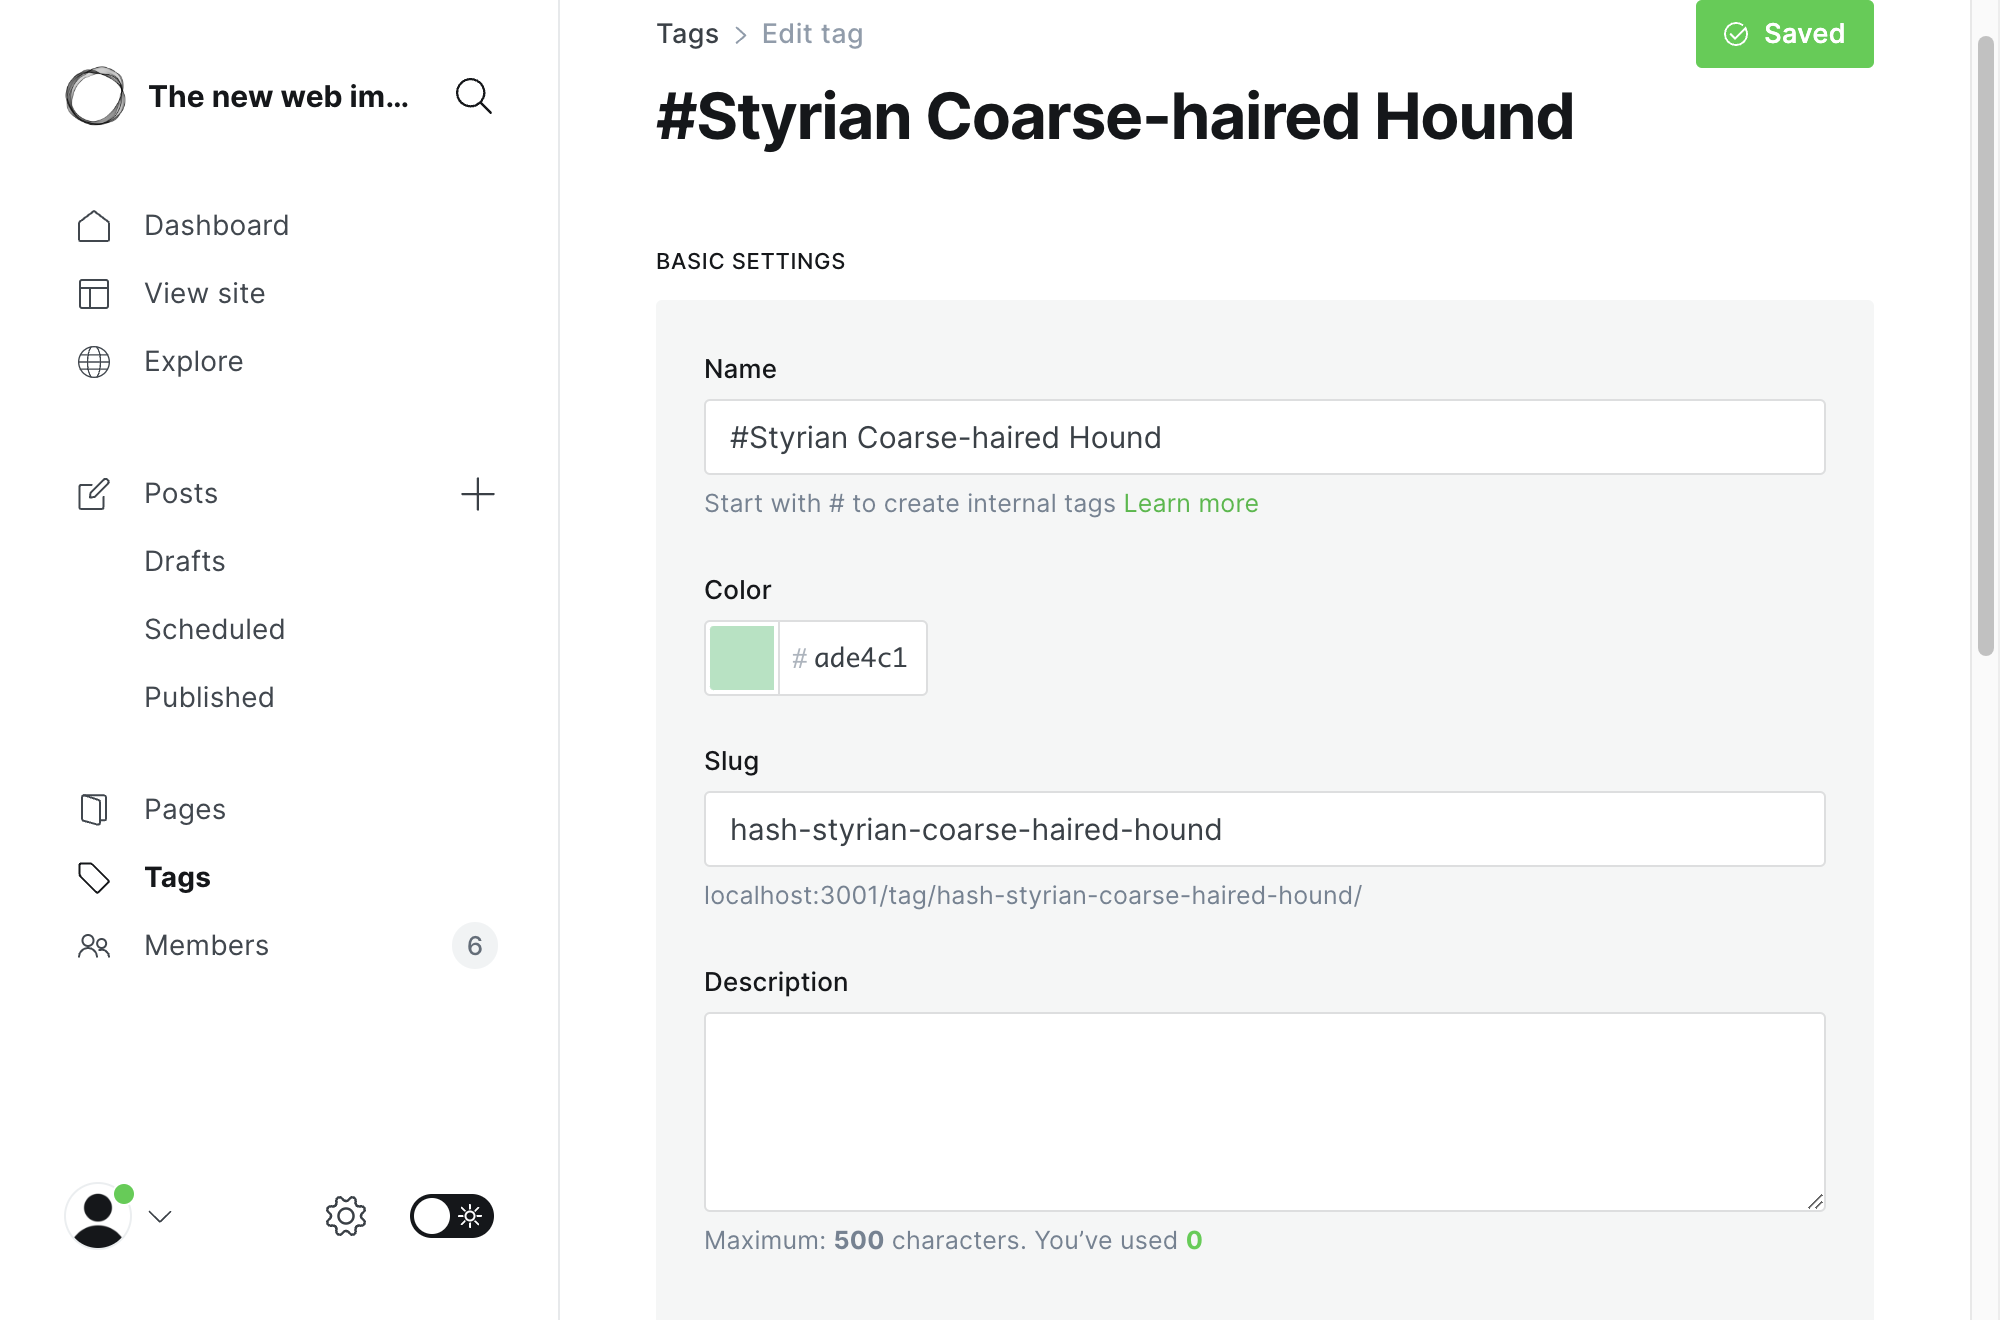 The new web im...
Dashboard
View site
Explore
Posts
Drafts
Scheduled
Published
Pages
Tags
Members
6
Tags > Edit tag
Saved
#Styrian Coarse-haired Hound
BASIC SETTINGS
Name
#Styrian Coarse-haired Hound
Start with # to create internal tags Learn more
Color
# ade4c1
Slug
hash-styrian-coarse-haired-hound
localhost:3001/tag/hash-styrian-coarse-haired-hound/
Description
Maximum: 500 characters. You’ve used 0